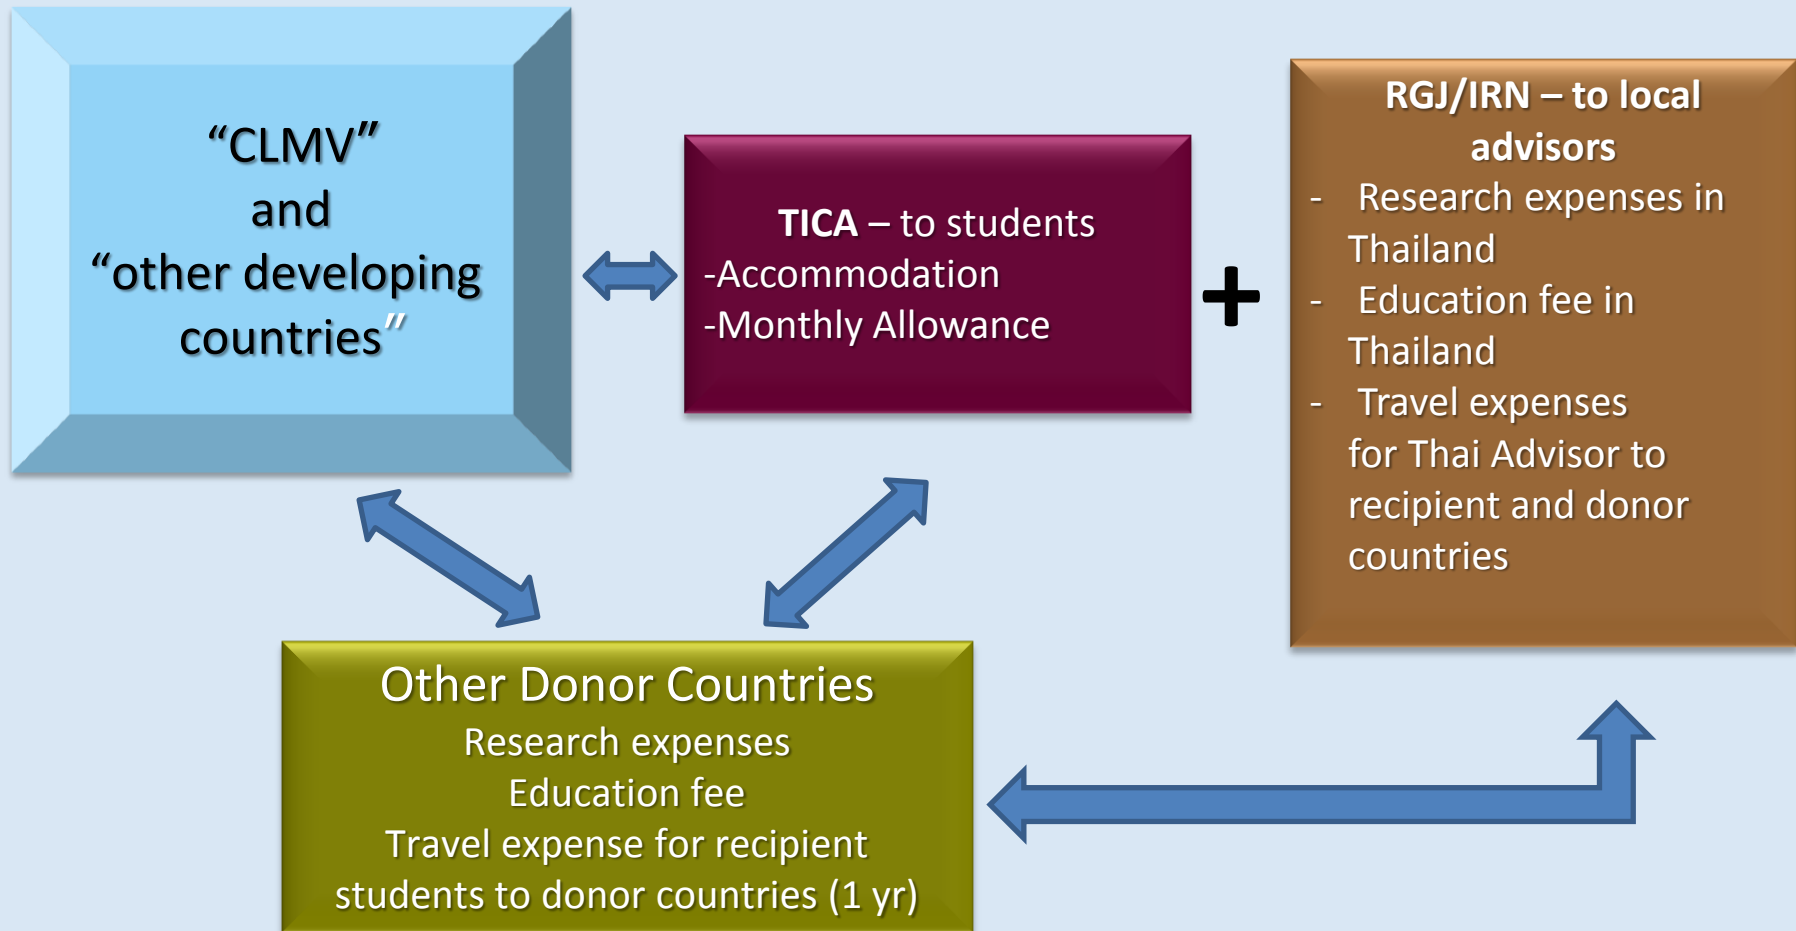 “CLMV”
and
“other developing
countries”
TICA – to students
-Accommodation
-Monthly Allowance
+
RGJ/IRN – to local
advisors
- Research expenses in
Thailand
- Education fee in
Thailand
- Travel expenses
for Thai Advisor to
recipient and donor
countries
Other Donor Countries
Research expenses
Education fee
Travel expense for recipient
students to donor countries (1 yr)